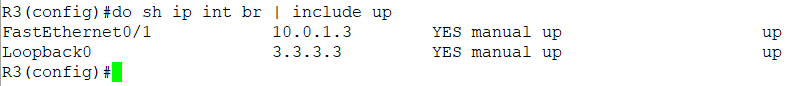 R3(config)#do sh ip int br | include up
FastEthernet0/1            10.0.1.3        YES manual up                    up
Loopback0                  3.3.3.3         YES manual up                    up
R3(config)#